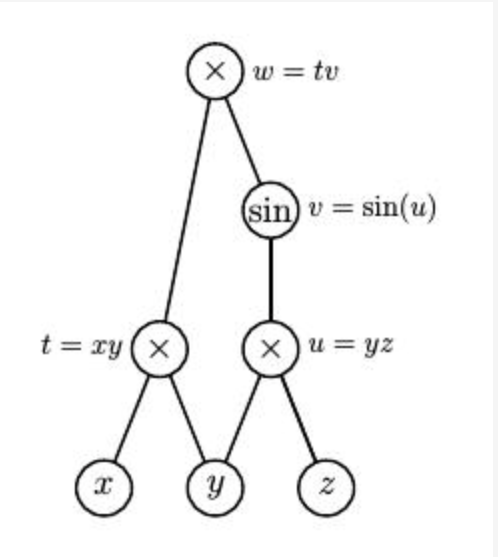 × w = tv
sin v = sin(u)
t = xy × × u = yz
x y z